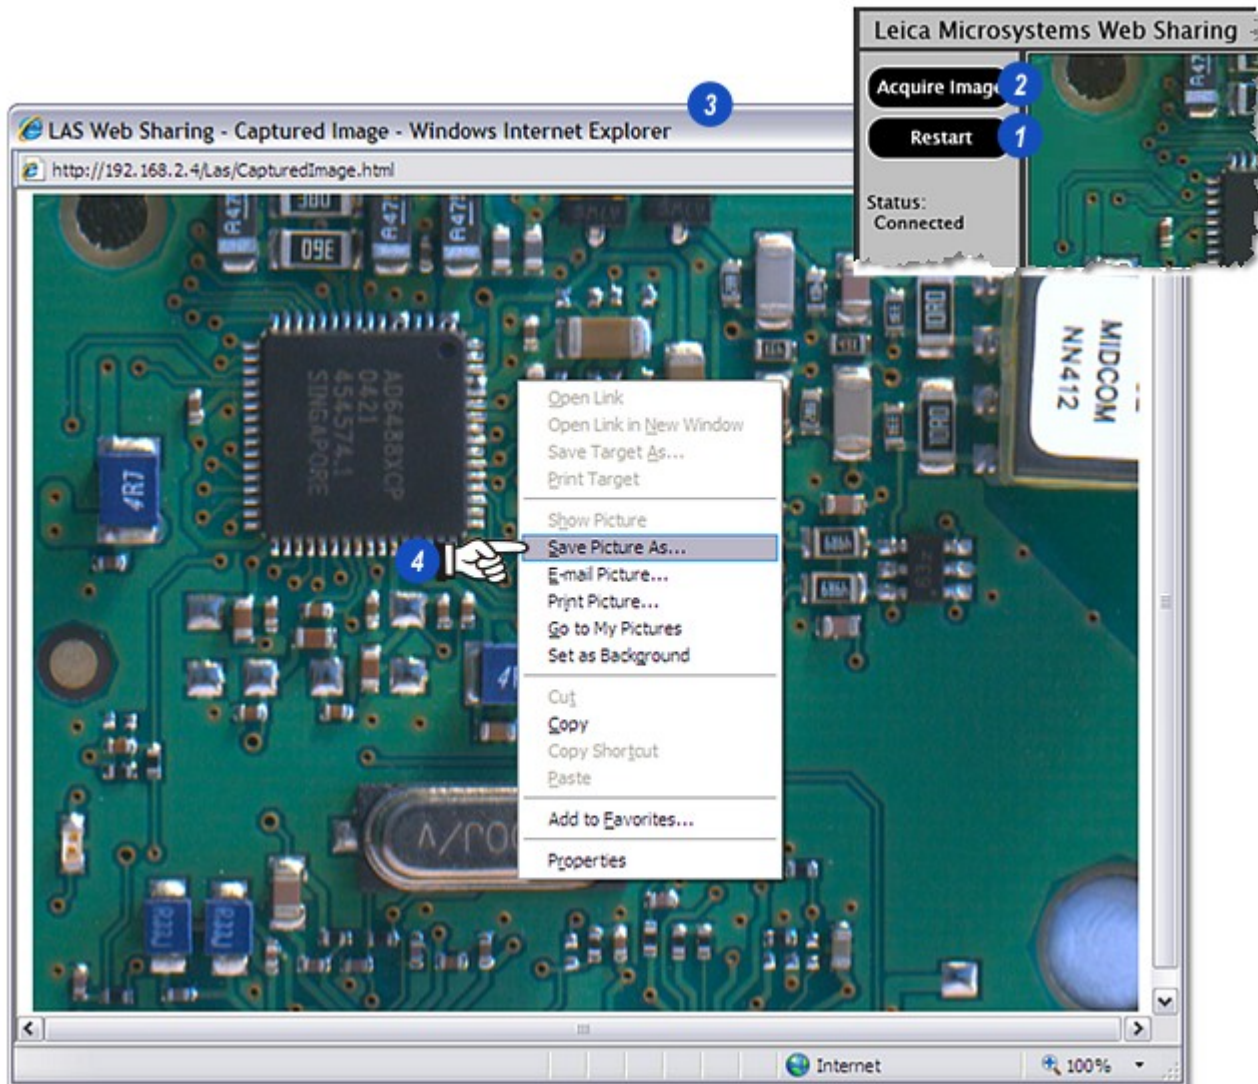 Leica Microsystems Web Sharing
Acquire Image
2
Restart
1
Status:
Connected
3
LAS Web Sharing - Captured Image - Windows Internet Explorer
http://192.168.2.4/Las/CapturedImage.html
09E
MIDCOM
NN412
AD6488XCP
0421
454574.1
SINGAPORE
4R7
Open Link
Open Link in New Window
Save Target As...
Print Target
Show Picture
4
Save Picture As...
E-mail Picture...
Print Picture...
Go to My Pictures
Set as Background
Cut
Copy
Copy Shortcut
Paste
Add to Favorites...
Properties
R33J
R33J
Internet
100%